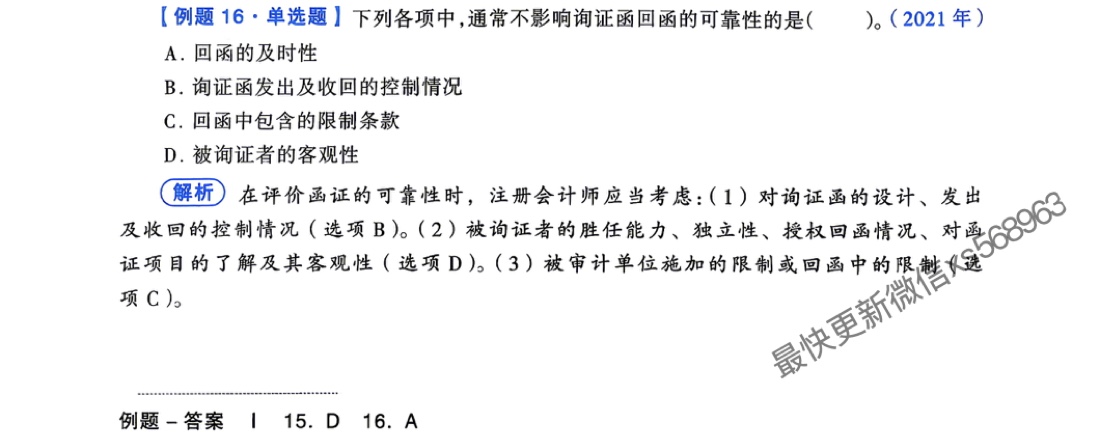 【例题 16·单选题】下列各项中,通常不影响询证函回函的可靠性的是(　　)。(2021 年)
A. 回函的及时性
B. 询证函发出及收回的控制情况
C. 回函中包含的限制条款
D. 被询证者的客观性
解析 在评价函证的可靠性时，注册会计师应当考虑:(1) 对询证函的设计、发出
及收回的控制情况 (选项 B)。(2) 被询证者的胜任能力、独立性、授权回函情况、对函
证项目的了解及其客观性 (选项 D)。(3) 被审计单位施加的限制或回函中的限制 (选
项 C)。
最快更新微信ks568963
例题 – 答案 | 15. D 16. A